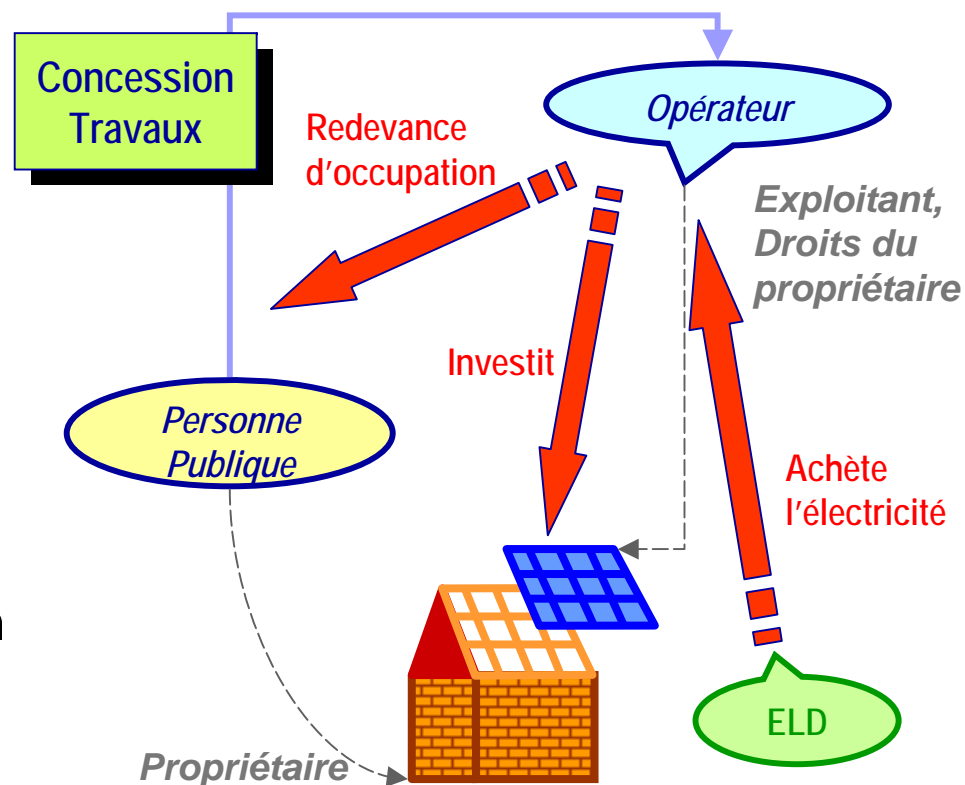 Concession
Travaux
Opérateur
Redevance
d'occupation
Exploitant,
Droits du
propriétaire
Investit
Personne
Publique
Achète
l'électricité
n
ELD
Propriétaire